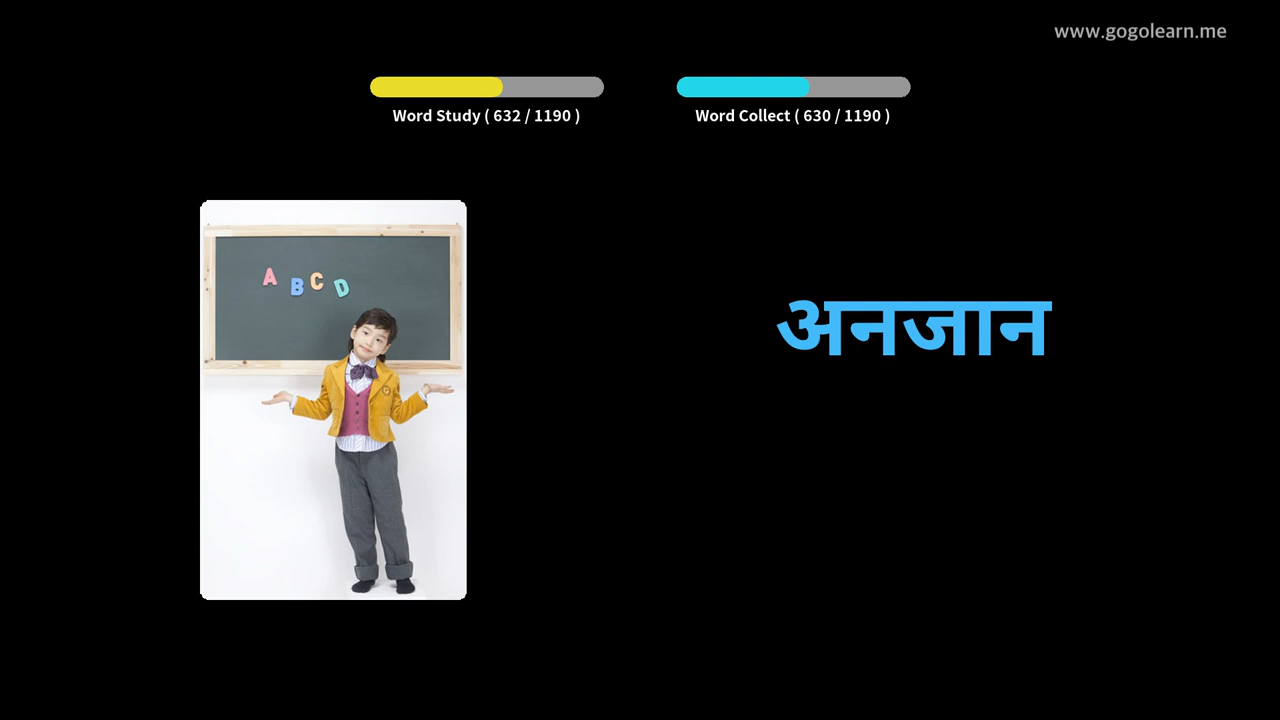 www.gogolearn.me
Word Study ( 632 / 1190 )
Word Collect ( 630 / 1190 )
A B C D
अनजान